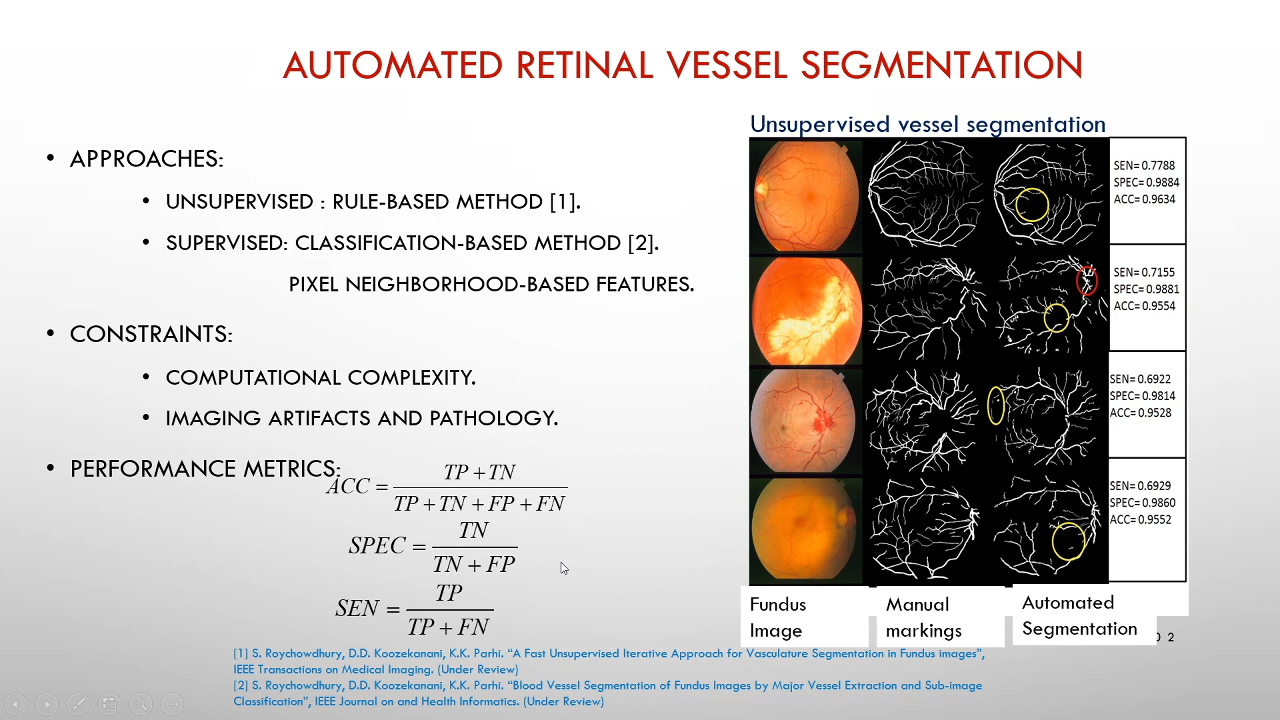 AUTOMATED RETINAL VESSEL SEGMENTATION
• APPROACHES:
• UNSUPERVISED : RULE-BASED METHOD [1].
• SUPERVISED: CLASSIFICATION-BASED METHOD [2].
PIXEL NEIGHBORHOOD-BASED FEATURES.
• CONSTRAINTS:
• COMPUTATIONAL COMPLEXITY.
• IMAGING ARTIFACTS AND PATHOLOGY.
• PERFORMANCE METRICS:
ACC = (TP + TN) / (TP + TN + FP + FN)
SPEC = TN / (TN + FP)
SEN = TP / (TP + FN)
Unsupervised vessel segmentation
SEN= 0.7788
SPEC= 0.9884
ACC= 0.9634
SEN= 0.7155
SPEC= 0.9881
ACC= 0.9554
SEN= 0.6922
SPEC= 0.9814
ACC= 0.9528
SEN= 0.6929
SPEC= 0.9860
ACC= 0.9552
Fundus
Image
Manual
markings
Automated
Segmentation
2
[1] S. Roychowdhury, D.D. Koozekanani, K.K. Parhi. “A Fast Unsupervised Iterative Approach for Vasculature Segmentation in Fundus images”,
IEEE Transactions on Medical Imaging. (Under Review)
[2] S. Roychowdhury, D.D. Koozekanani, K.K. Parhi. “Blood Vessel Segmentation of Fundus Images by Major Vessel Extraction and Sub-image
Classification”, IEEE Journal on and Health Informatics. (Under Review)